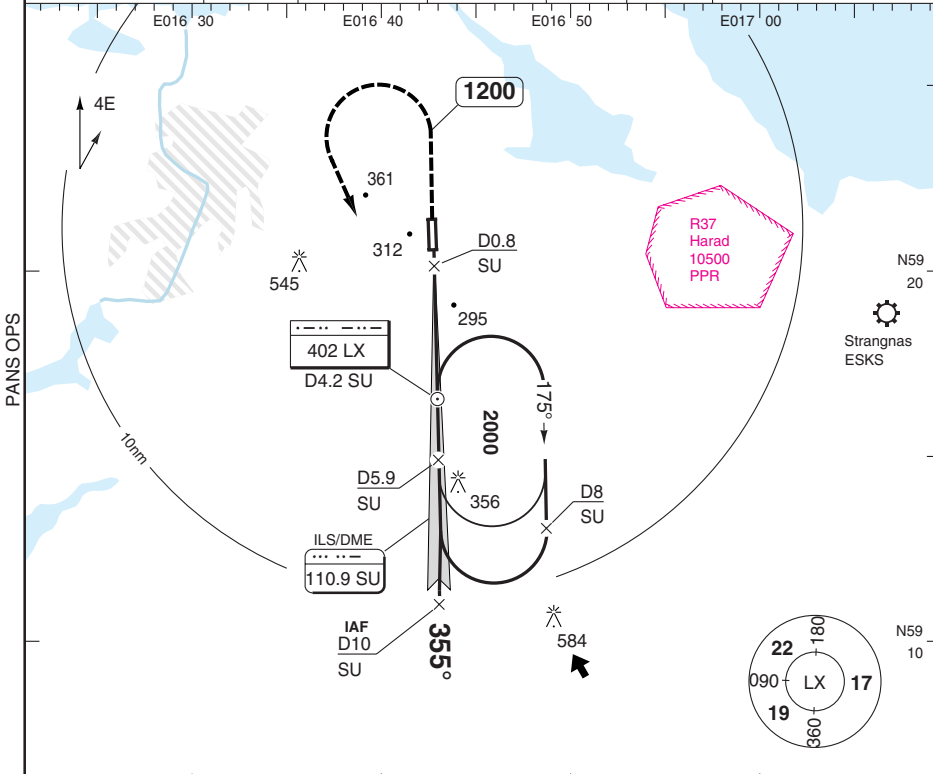 E016 30
E016 40
E016 50
E017 00
4E
1200
361
312
D0.8
SU
545
R37
Harad
10500
PPR
N59
20
295
Strangnas
ESKS
402 LX
D4.2 SU
175°
2000
PANS OPS
10nm
D5.9
SU
356
D8
SU
ILS/DME
110.9 SU
IAF
D10
SU
355°
584
N59
10
180
22
090
LX
17
19
360